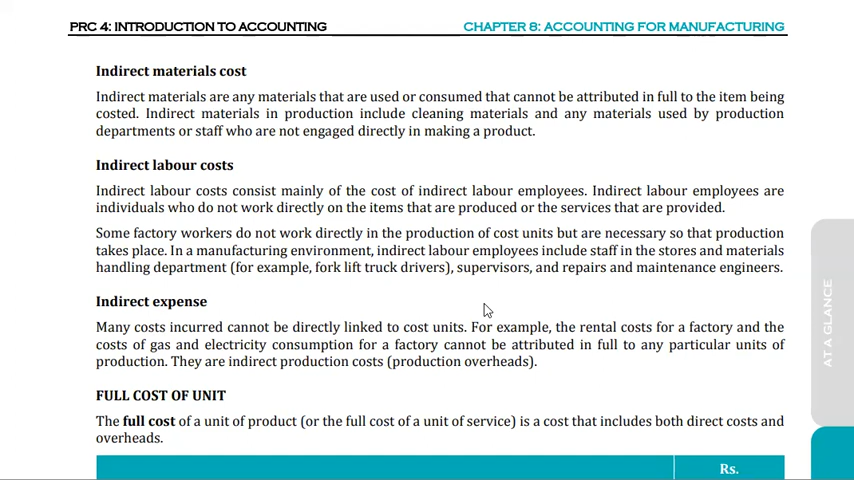 PRC 4: INTRODUCTION TO ACCOUNTING
CHAPTER 8: ACCOUNTING FOR MANUFACTURING
Indirect materials cost
Indirect materials are any materials that are used or consumed that cannot be attributed in full to the item being
costed. Indirect materials in production include cleaning materials and any materials used by production
departments or staff who are not engaged directly in making a product.
Indirect labour costs
Indirect labour costs consist mainly of the cost of indirect labour employees. Indirect labour employees are
individuals who do not work directly on the items that are produced or the services that are provided.
Some factory workers do not work directly in the production of cost units but are necessary so that production
takes place. In a manufacturing environment, indirect labour employees include staff in the stores and materials
handling department (for example, fork lift truck drivers), supervisors, and repairs and maintenance engineers.
Indirect expense
Many costs incurred cannot be directly linked to cost units. For example, the rental costs for a factory and the
costs of gas and electricity consumption for a factory cannot be attributed in full to any particular units of
production. They are indirect production costs (production overheads).
FULL COST OF UNIT
The full cost of a unit of product (or the full cost of a unit of service) is a cost that includes both direct costs and
overheads.
Rs.
AT A GLANCE